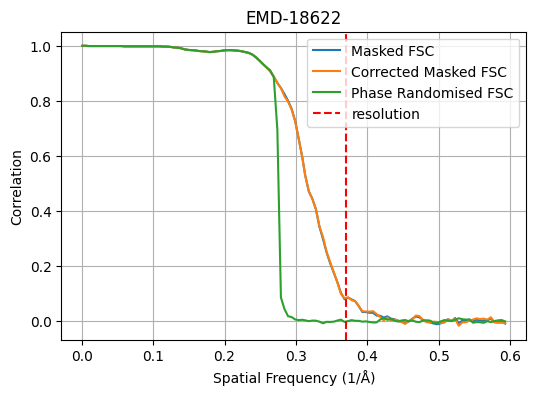 EMD-18622
Masked FSC
Corrected Masked FSC
Phase Randomised FSC
resolution
Correlation
1.0
0.8
0.6
0.4
0.2
0.0
0.0 0.1 0.2 0.3 0.4 0.5 0.6
Spatial Frequency (1/Å)